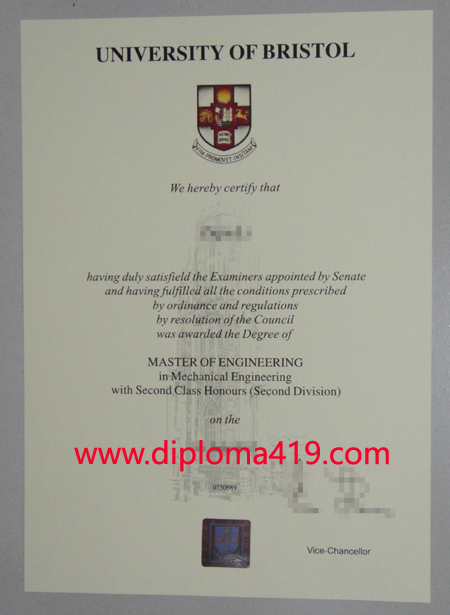 UNIVERSITY OF BRISTOL
VIM PROMOVET INSITAM
We hereby certify that
having duly satisfied the Examiners appointed by Senate
and having fulfilled all the conditions prescribed
by ordinance and regulations
by resolution of the Council
was awarded the Degree of
MASTER OF ENGINEERING
in Mechanical Engineering
with Second Class Honours (Second Division)
on the
www.diploma419.com
Vice-Chancellor